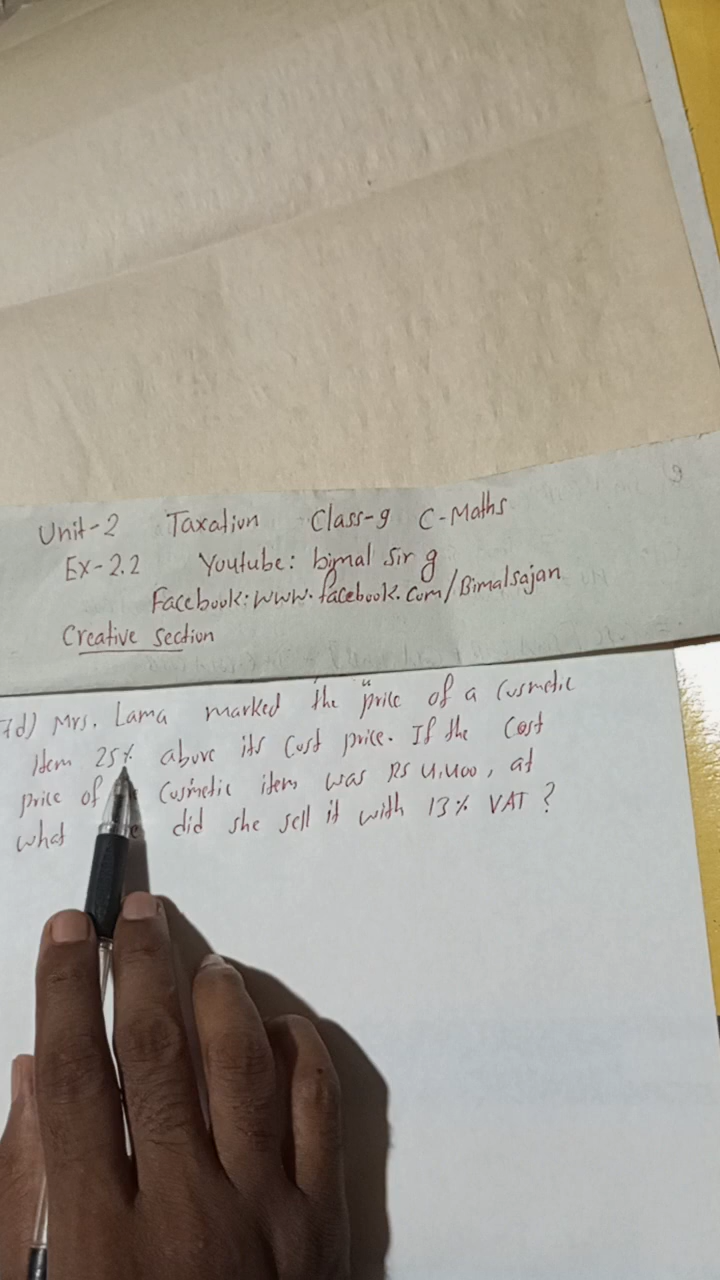 Unit-2 Taxation Class-9 C-Maths
Ex-2.2 Youtube: bimal sir g
Facebook: www.facebook.com/Bimalsajan
Creative section
7d) Mrs. Lama marked the price of a cosmetic
item 25% above its cost price. If the cost
price of cosmetic item was RS 4,400, at
what did she sell it with 13% VAT?